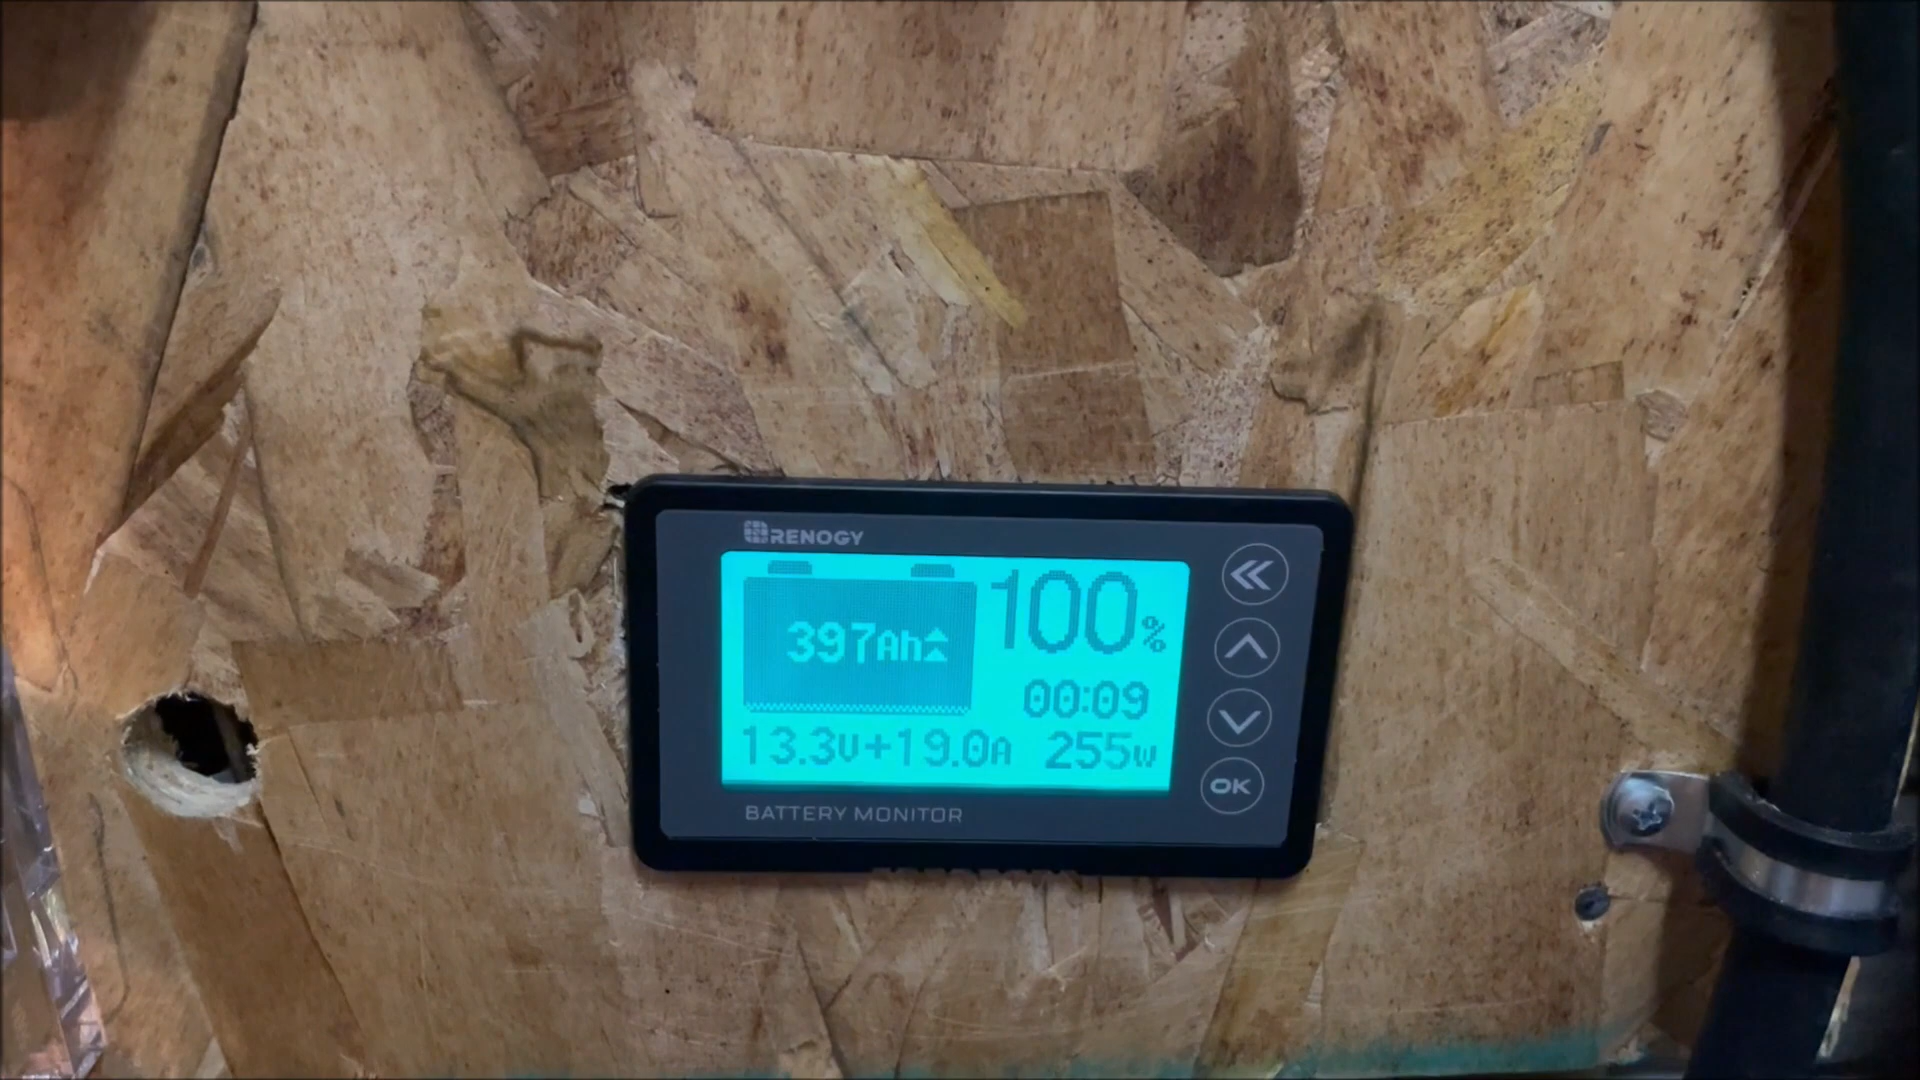 RENOGY
397Ah
100%
00:09
13.3V+19.0A 255W
BATTERY MONITOR
OK